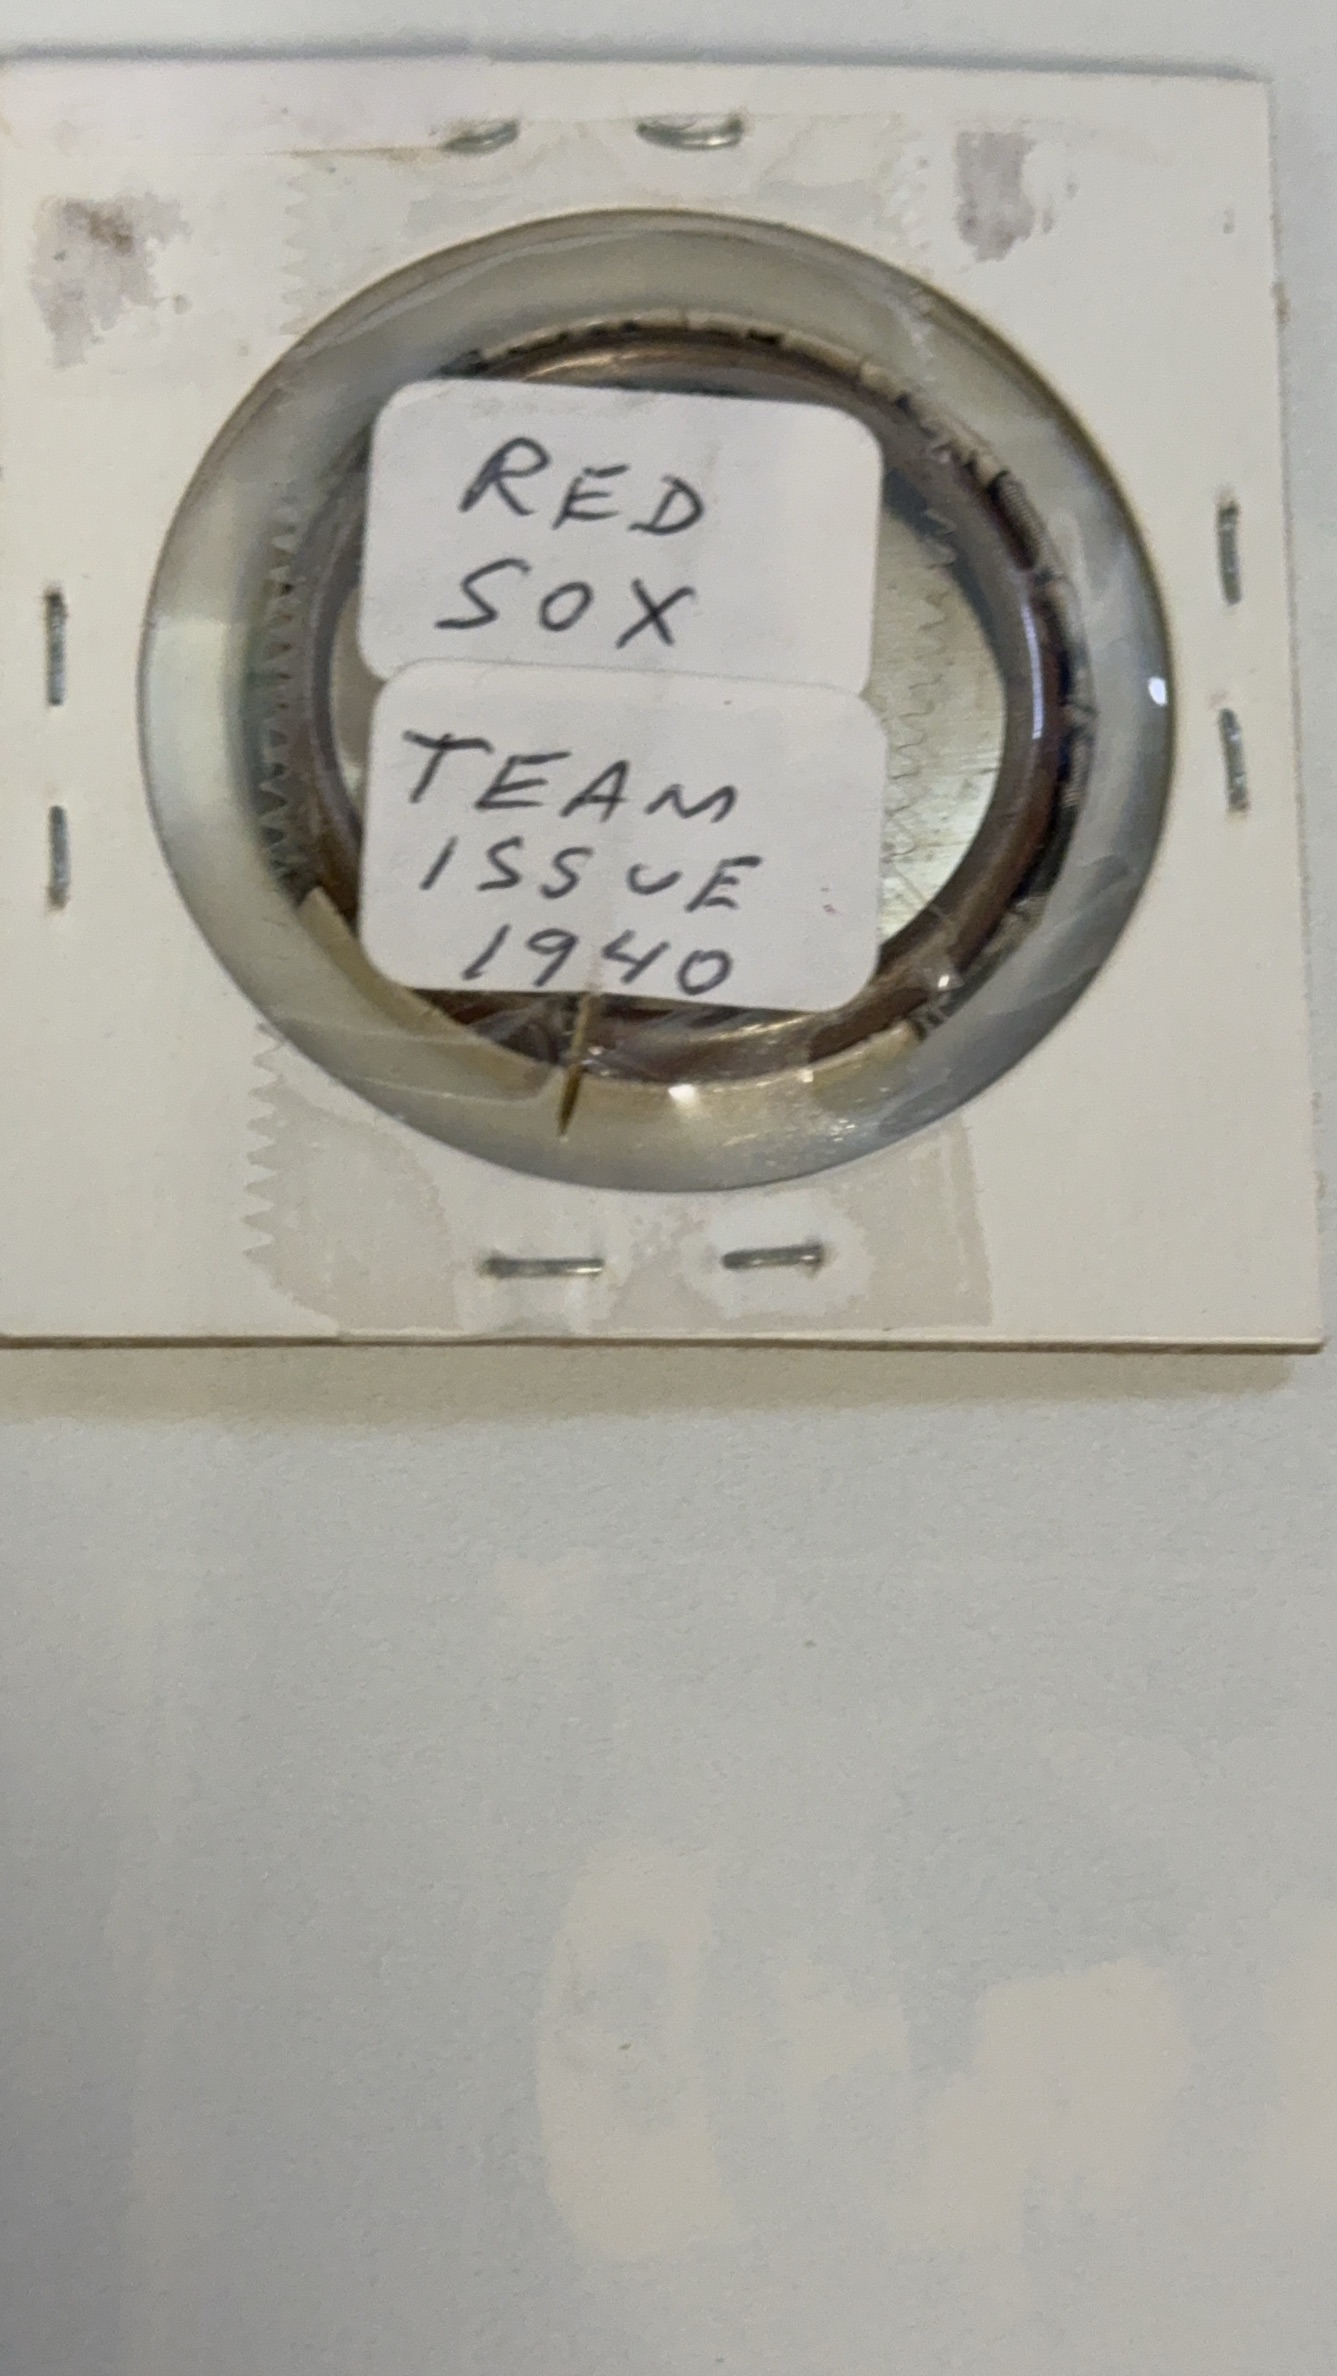 RED
SOX
TEAM
ISSUE
1940